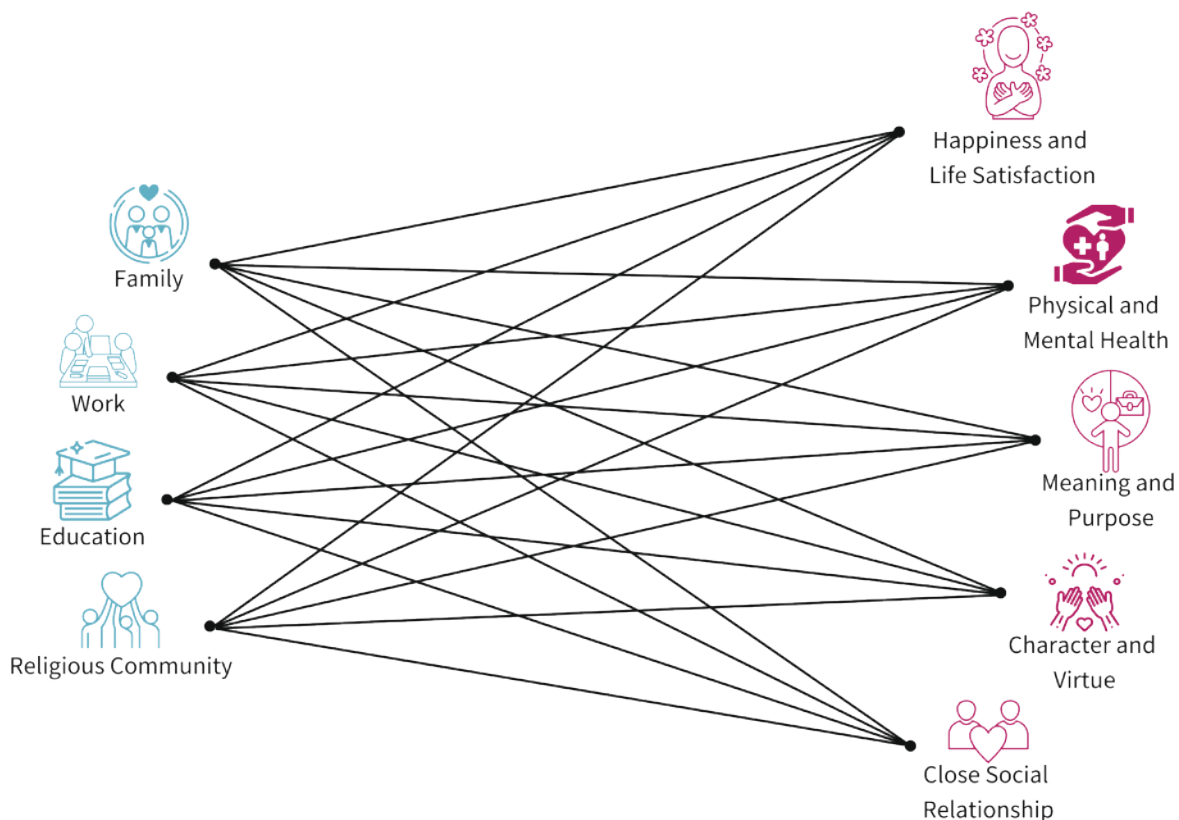 Family
Work
Education
Religious Community
Happiness and
Life Satisfaction
Physical and
Mental Health
Meaning and
Purpose
Character and
Virtue
Close Social
Relationship